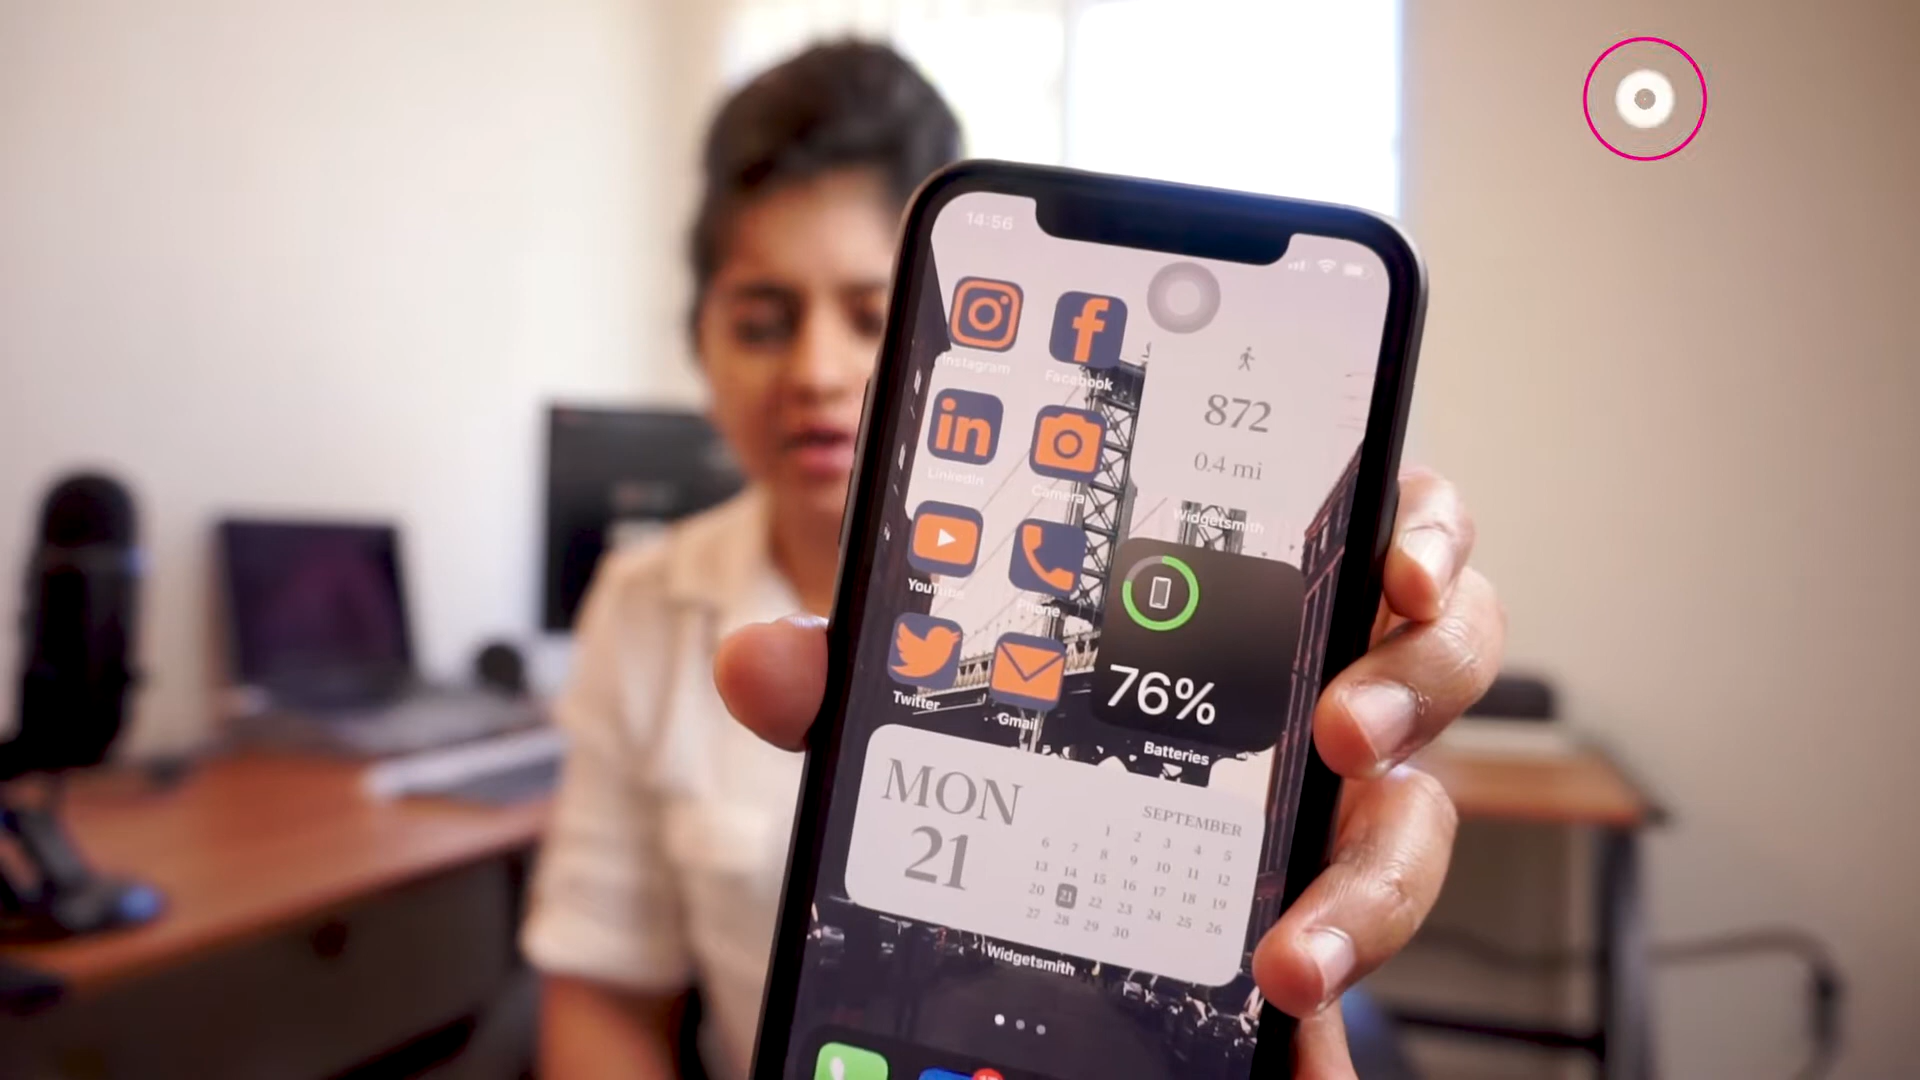 14:56
Instagram
Facebook
872
0.4 mi
in
LinkedIn
Camera
Widgetsmith
YouTube
Phone
76%
Twitter
Gmail
Batteries
MON
21
SEPTEMBER
1 2 3 4 5
6 7 8 9 10 11 12
13 14 15 16 17 18 19
20 21 22 23 24 25 26
27 28 29 30
Widgetsmith